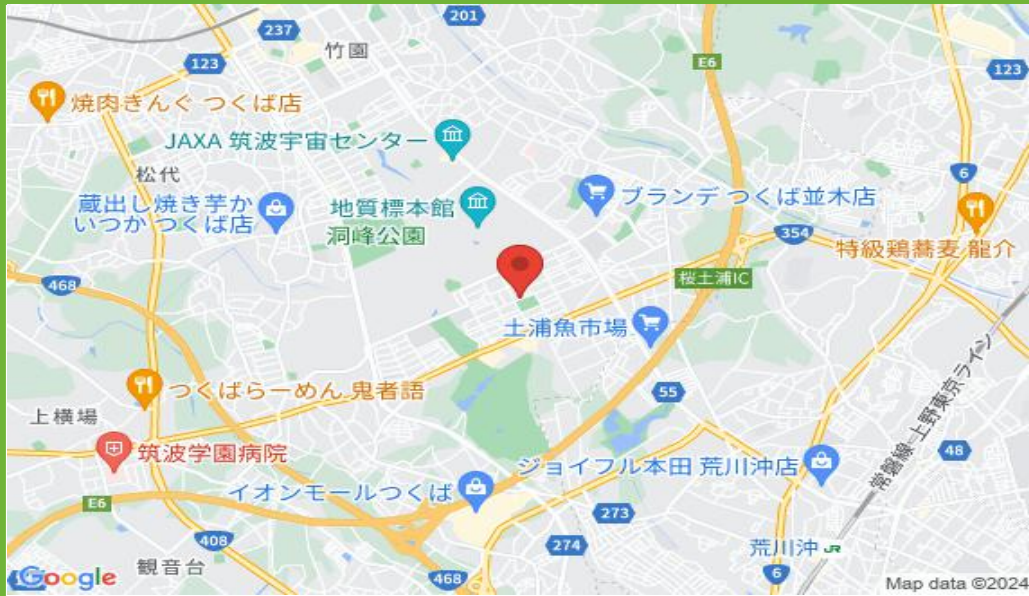 201
237
竹園
123
E6
123
焼肉きんぐ つくば店
JAXA 筑波宇宙センター
松代
6
蔵出し焼き芋か
いつか つくば店
地質標本館
洞峰公園
ブランデ つくば並木店
354
特級鶏蕎麦 龍介
468
桜土浦IC
土浦魚市場
つくばらーめん 鬼者語
55
上横場
筑波学園病院
常磐線-上野東京ライン
48
ジョイフル本田 荒川沖店
イオンモールつくば
E6
273
408
274
荒川沖 JR
観音台
468
6
Google
Map data ©2024